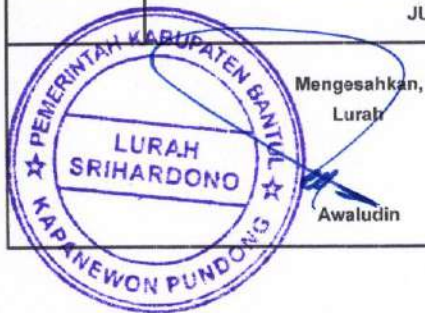 JU
PEMERINTAH KABUPATEN BANTUL
LURAH
SRIHARDONO
KAPANEWON PUNDONG
Mengesahkan,
Lurah
Awaludin